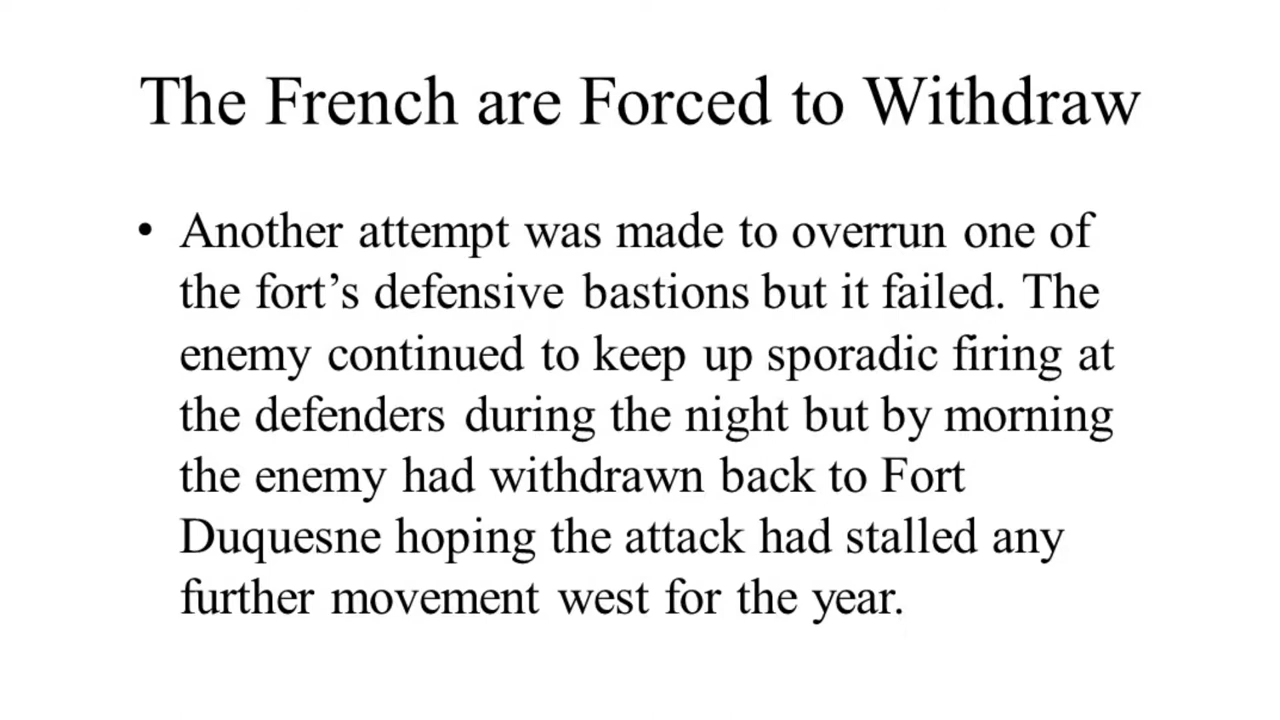 The French are Forced to Withdraw
• Another attempt was made to overrun one of
the fort’s defensive bastions but it failed. The
enemy continued to keep up sporadic firing at
the defenders during the night but by morning
the enemy had withdrawn back to Fort
Duquesne hoping the attack had stalled any
further movement west for the year.